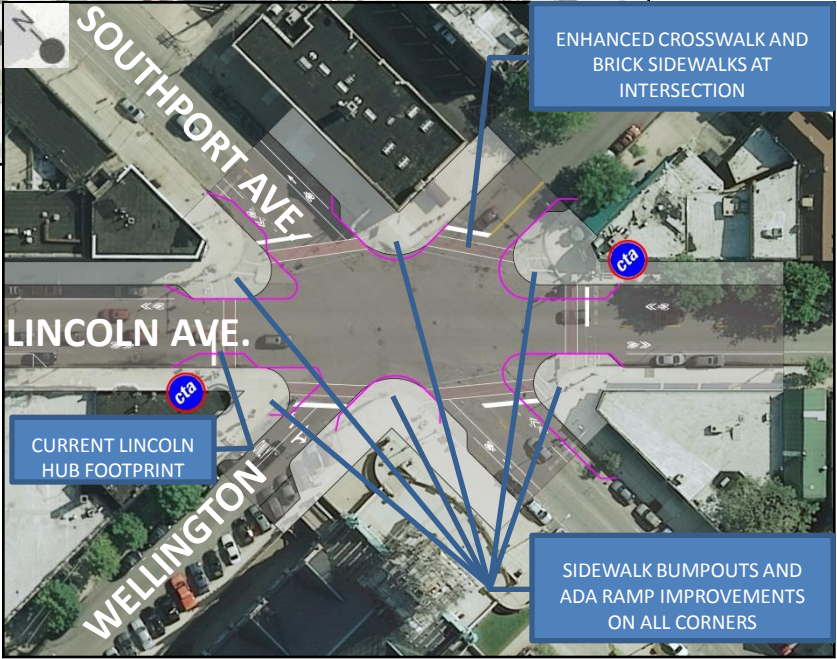 N
SOUTHPORT AVE.
ENHANCED CROSSWALK AND
BRICK SIDEWALKS AT
INTERSECTION
cta
LINCOLN AVE.
cta
CURRENT LINCOLN
HUB FOOTPRINT
WELLINGTON
SIDEWALK BUMPOUTS AND
ADA RAMP IMPROVEMENTS
ON ALL CORNERS